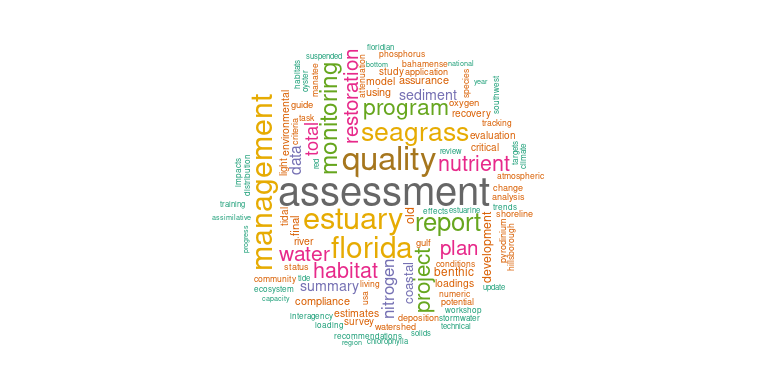 floridian
suspended
phosphorus
bottom
bahamense
national
habitats
oyster
manatee
monitoring
restoration
attenuation
study
application
species
year
model
assurance
southwest
using
sediment
environmental
guide
program
oxygen
recovery
management
criteria
task
total
seagrass
tracking
evaluation
light
data
red
quality
review
critical
targets
climate
impacts
distribution
nutrient
atmospheric
assessment
change
analysis
training
assimilative
tidal
final
estuary
old
effects
estuarine
trends
shoreline
report
development
pyrodinium
hillsborough
progress
river
florida
gulf
plan
water
status
habitat
nitrogen
coastal
project
conditions
benthic
community
tide
living
loadings
ecosystem
summary
update
capacity
compliance
usa
numeric
potential
workshop
interagency
estimates
deposition
stormwater
loading
survey
watershed
technical
recommendations
solids
region
chlorophylla